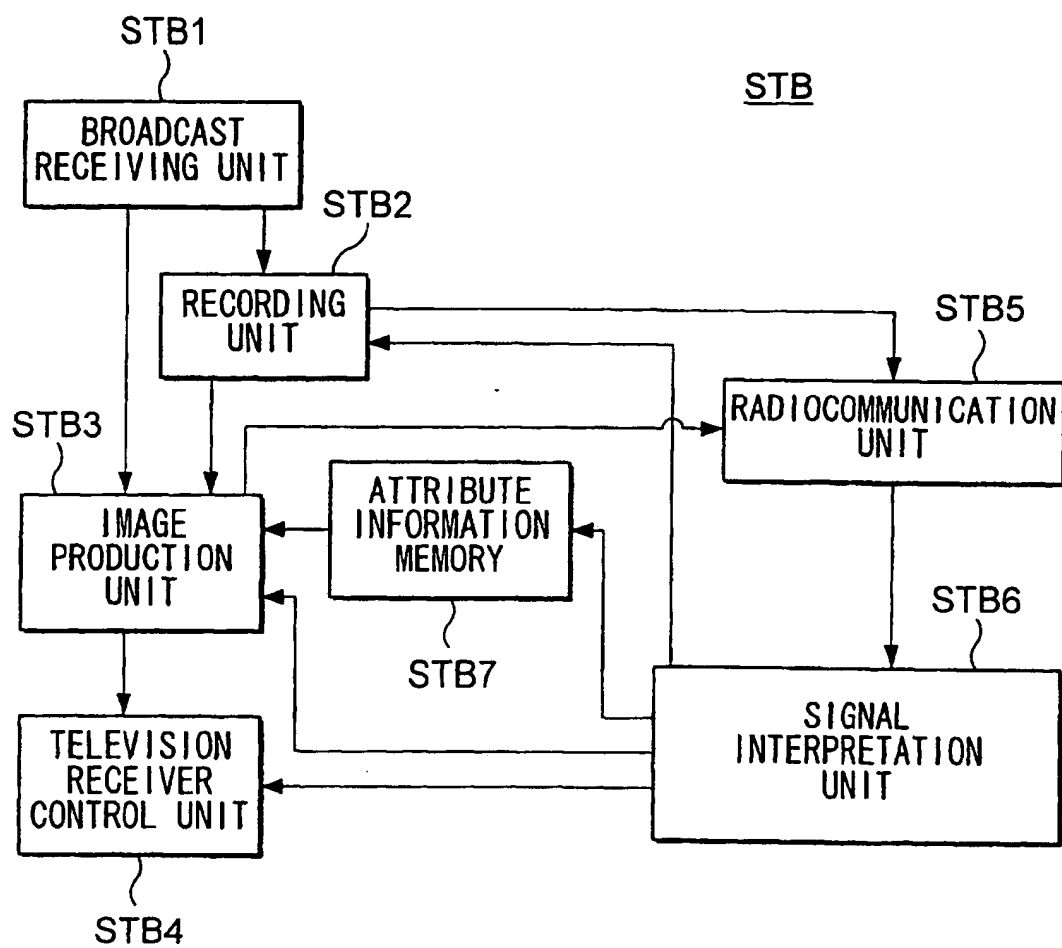 STB1
STB
BROADCAST
RECEIVING UNIT
STB2
RECORDING
UNIT
STB5
RADIOCOMMUNICATION
UNIT
STB3
ATTRIBUTE
INFORMATION
MEMORY
IMAGE
PRODUCTION
UNIT
STB6
STB7
SIGNAL
INTERPRETATION
UNIT
TELEVISION
RECEIVER
CONTROL UNIT
STB4